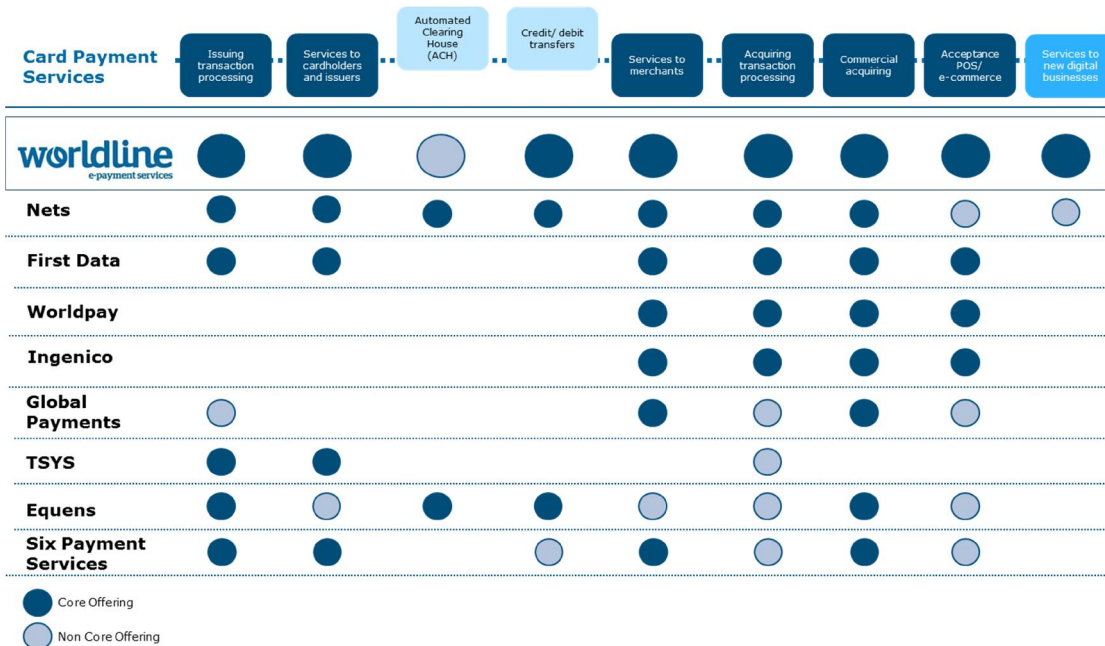 Card Payment
Services
Issuing
transaction
processing
Services to
cardholders
and issuers
Automated
Clearing
House
(ACH)
Credit/ debit
transfers
Services to
merchants
Acquiring
transaction
processing
Commercial
acquiring
Acceptance
POS/
e-commerce
Services to
new digital
businesses
worldline
e-payment services
Nets
First Data
Worldpay
Ingenico
Global
Payments
TSYS
Equens
Six Payment
Services
Core Offering
Non Core Offering